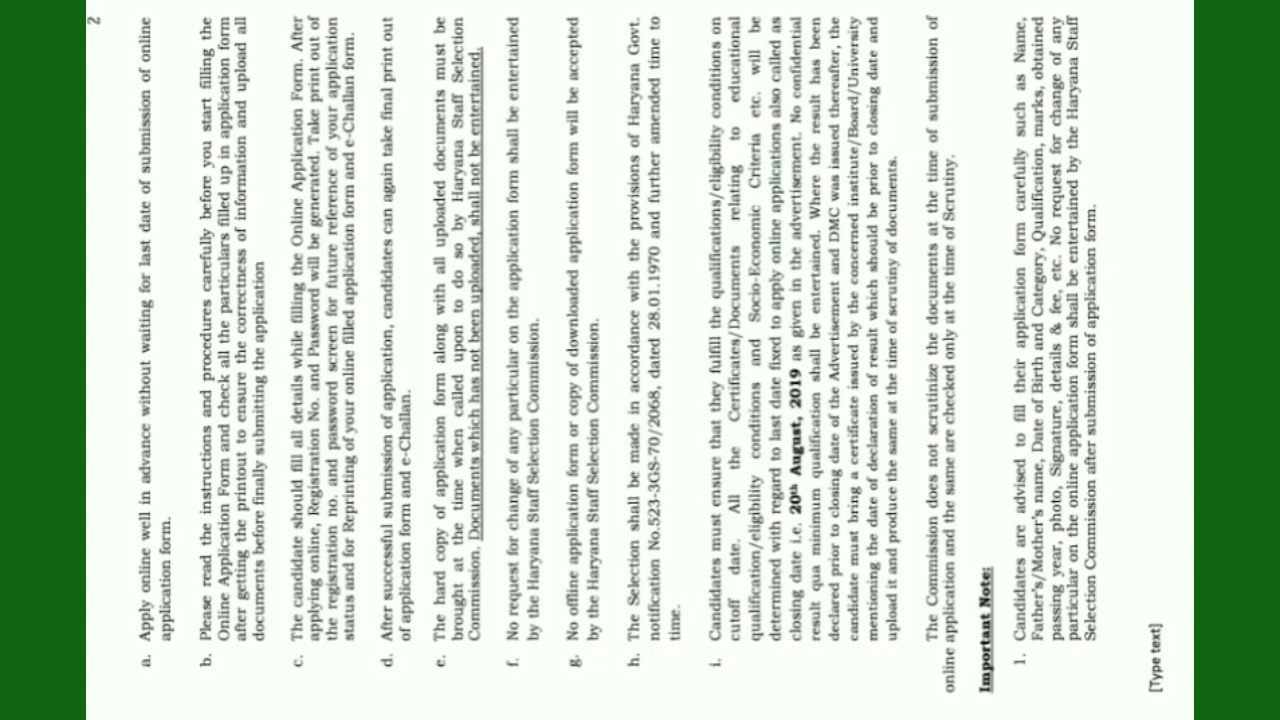 2
a. Apply online well in advance without waiting for last date of submission of online
application form.
b. Please read the instructions and procedures carefully before you start filling the
Online Application Form and check all the particulars filled up in application form
after getting the printout to ensure the correctness of information and upload all
documents before finally submitting the application
c. The candidate should fill all details while filling the Online Application Form. After
applying online, Registration No. and Password will be generated. Take print out of
the registration no. and password screen for future reference of your application
status and for Reprinting of your online filled application form and e-Challan form.
d. After successful submission of application, candidates can again take final print out
of application form and e-Challan.
e. The hard copy of application form along with all uploaded documents must be
brought at the time when called upon to do so by Haryana Staff Selection
Commission. Documents which has not been uploaded, shall not be entertained.
f. No request for change of any particular on the application form shall be entertained
by the Haryana Staff Selection Commission.
g. No offline application form or copy of downloaded application form will be accepted
by the Haryana Staff Selection Commission.
h. The Selection shall be made in accordance with the provisions of Haryana Govt.
notification No.523-3GS-70/2068, dated 28.01.1970 and further amended time to
time.
i. Candidates must ensure that they fulfill the qualifications/eligibility conditions on
cutoff date. All the Certificates/Documents relating to educational
qualification/eligibility conditions and Socio-Economic Criteria etc. will be
determined with regard to last date fixed to apply online applications also called as
closing date i.e. 20th August, 2019 as given in the advertisement. No confidential
result qua minimum qualification shall be entertained. Where the result has been
declared prior to closing date of the Advertisement and DMC was issued thereafter, the
candidate must bring a certificate issued by the concerned institute/Board/University
mentioning the date of declaration of result which should be prior to closing date and
upload it and produce the same at the time of scrutiny of documents.
The Commission does not scrutinize the documents at the time of submission of
online application and the same are checked only at the time of Scrutiny.
Important Note:
1. Candidates are advised to fill their application form carefully such as Name,
Father's/Mother's name, Date of Birth and Category, Qualification, marks, obtained
passing year, photo, Signature, details & fee, etc. No request for change of any
particular on the online application form shall be entertained by the Haryana Staff
Selection Commission after submission of application form.
[Type text]